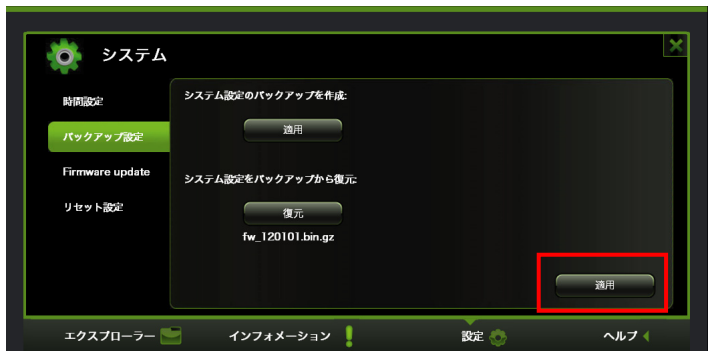 システム
時間設定
バックアップ設定
Firmware update
リセット設定
システム設定のバックアップを作成:
適用
システム設定をバックアップから復元:
復元
fw_120101.bin.gz
適用
エクスプローラー
インフォメーション
設定
ヘルプ